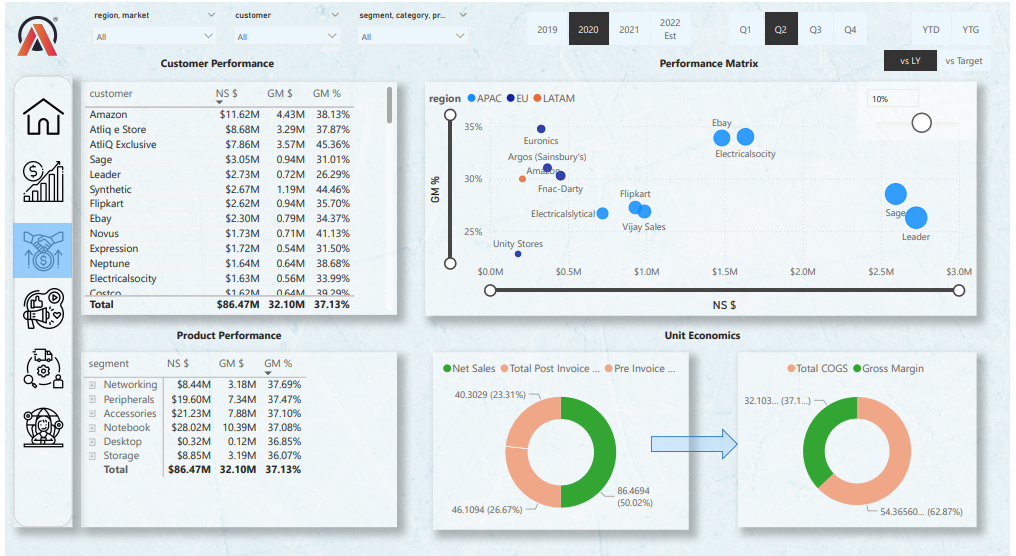 region, market
customer
segment, category, pr...
All
All
All
2019
2020
2021
2022 Est
Q1
Q2
Q3
Q4
YTD
YTG
vs LY
vs Target
Customer Performance
customer NS $ GM $ GM %
Amazon $11.62M 4.43M 38.13%
Atliq e Store $8.68M 3.29M 37.87%
AtliQ Exclusive $7.86M 3.57M 45.36%
Sage $3.05M 0.94M 31.01%
Leader $2.73M 0.72M 26.29%
Synthetic $2.67M 1.19M 44.46%
Flipkart $2.62M 0.94M 35.70%
Ebay $2.30M 0.79M 34.37%
Novus $1.73M 0.71M 41.13%
Expression $1.72M 0.54M 31.50%
Neptune $1.64M 0.64M 38.68%
Electricalsocity $1.63M 0.56M 33.99%
Costco $1.62M 0.64M 39.29%
Total $86.47M 32.10M 37.13%
Performance Matrix
region APAC EU LATAM
10%
GM %
35%
30%
25%
Ebay
Electricalsocity
Euronics
Argos (Sainsbury's)
Amazon
Fnac-Darty
Flipkart
Electricalslytical
Vijay Sales
Sage
Leader
Unity Stores
$0.0M $0.5M $1.0M $1.5M $2.0M $2.5M $3.0M
NS $
Product Performance
segment NS $ GM $ GM %
Networking $8.44M 3.18M 37.69%
Peripherals $19.60M 7.34M 37.47%
Accessories $21.23M 7.88M 37.10%
Notebook $28.02M 10.39M 37.08%
Desktop $0.32M 0.12M 36.85%
Storage $8.85M 3.19M 36.07%
Total $86.47M 32.10M 37.13%
Unit Economics
Net Sales Total Post Invoice ... Pre Invoice ...
40.3029 (23.31%)
46.1094 (26.67%)
86.4694
(50.02%)
Total COGS Gross Margin
32.103... (37.1...)
54.36560... (62.87%)